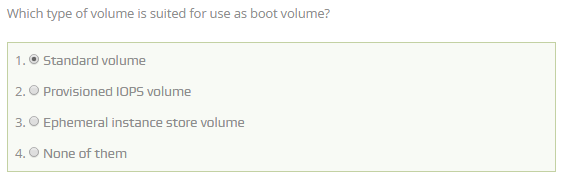 Which type of volume is suited for use as boot volume?
1. Standard volume
2. Provisioned IOPS volume
3. Ephemeral instance store volume
4. None of them